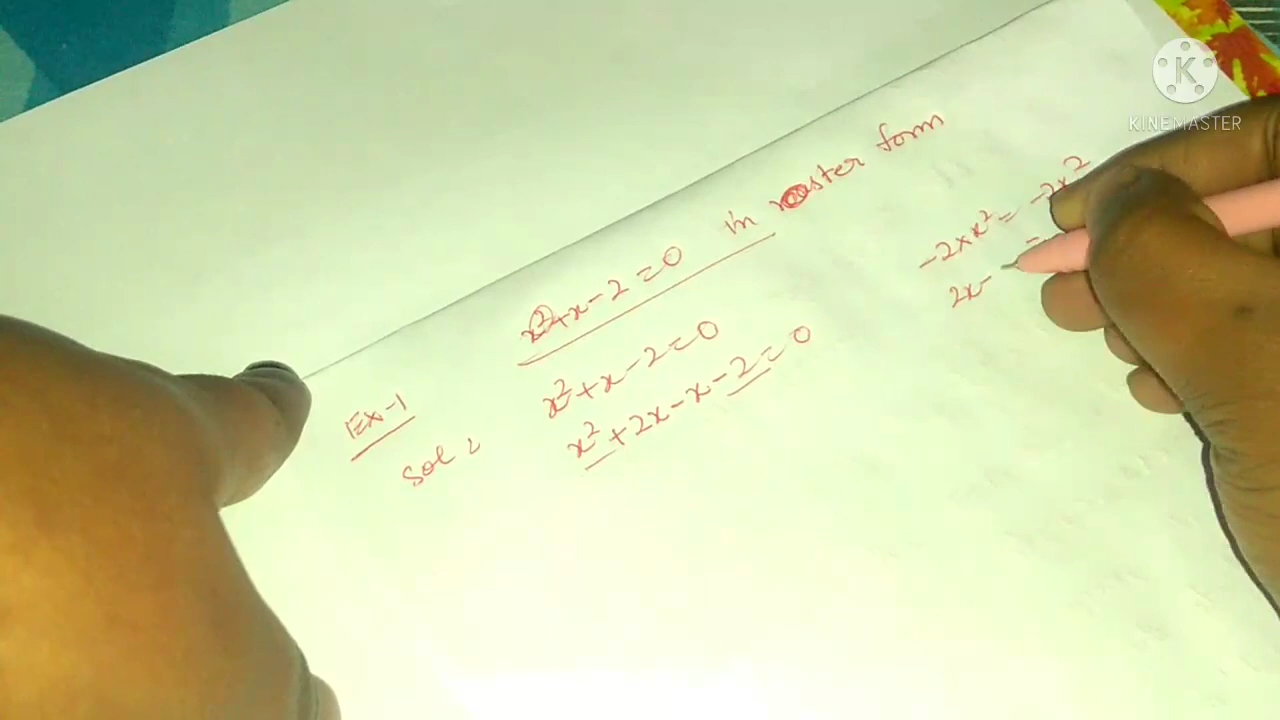 x²+x-2=0 in roster form
Ex-1
Sol:
x²+x-2=0
x²+2x-x-2=0
-2×x²= -2x²
2x-
K
KINEMASTER